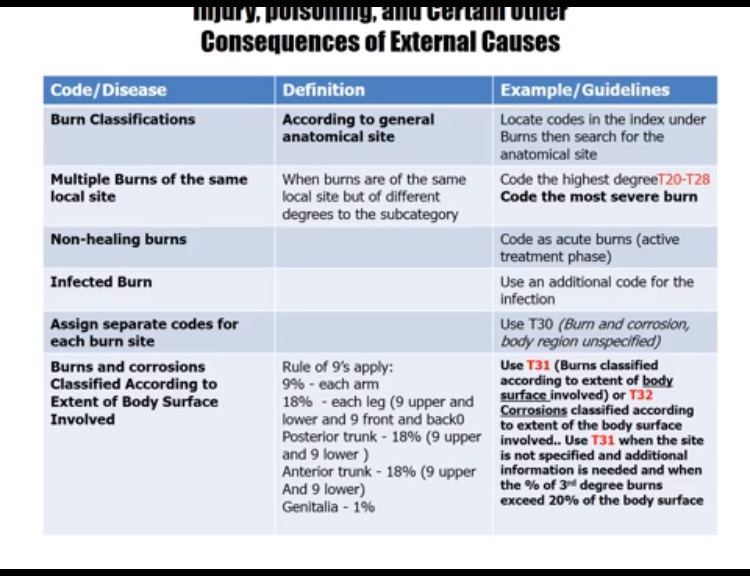 Injury, poisoning, and Certain Other
Consequences of External Causes
Code/Disease
Definition
Example/Guidelines
Burn Classifications
According to general
anatomical site
Locate codes in the index under
Burns then search for the
anatomical site
Multiple Burns of the same
local site
When burns are of the same
local site but of different
degrees to the subcategory
Code the highest degreeT20-T28
Code the most severe burn
Non-healing burns
Code as acute burns (active
treatment phase)
Infected Burn
Use an additional code for the
infection
Assign separate codes for
each burn site
Use T30 (Burn and corrosion,
body region unspecified)
Burns and corrosions
Classified According to
Extent of Body Surface
Involved
Rule of 9's apply:
9% - each arm
18% - each leg (9 upper and
lower and 9 front and back0
Posterior trunk - 18% (9 upper
and 9 lower )
Anterior trunk - 18% (9 upper
And 9 lower)
Genitalia - 1%
Use T31 (Burns classified
according to extent of body
surface involved) or T32
Corrosions classified according
to extent of the body surface
involved.. Use T31 when the site
is not specified and additional
information is needed and when
the % of 3rd degree burns
exceed 20% of the body surface